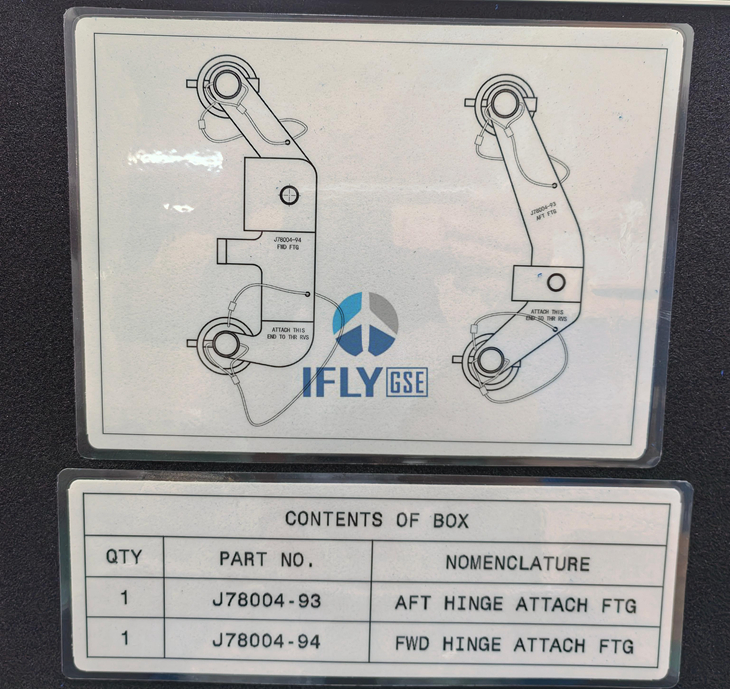 J78004-94
FWD FTG
ATTACH THIS
END TO THR RVS
J78004-93
AFT FTG
ATTACH THIS
END TO THR RVS
IFLY GSE
CONTENTS OF BOX
QTY PART NO. NOMENCLATURE
1 J78004-93 AFT HINGE ATTACH FTG
1 J78004-94 FWD HINGE ATTACH FTG